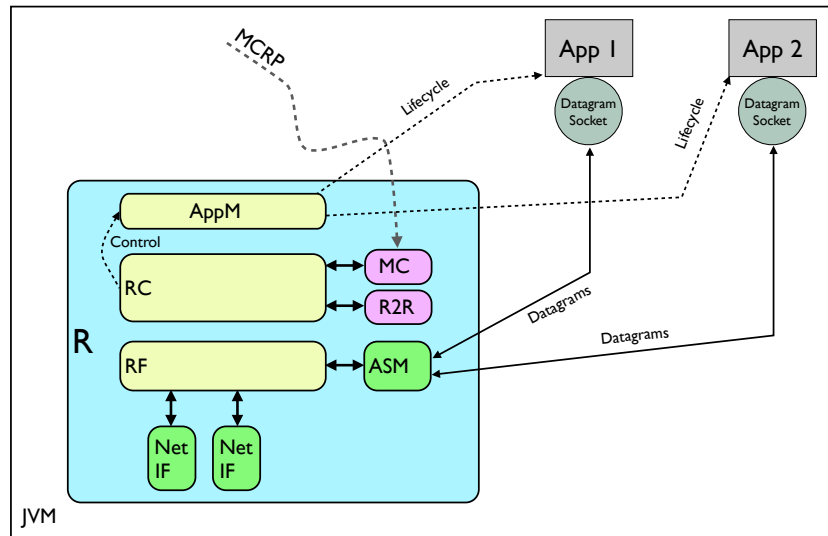 MCRP
App 1
App 2
Lifecycle
Datagram
Socket
Datagram
Socket
Lifecycle
AppM
Control
RC
MC
R2R
R
RF
ASM
Datagrams
Datagrams
Net
IF
Net
IF
JVM